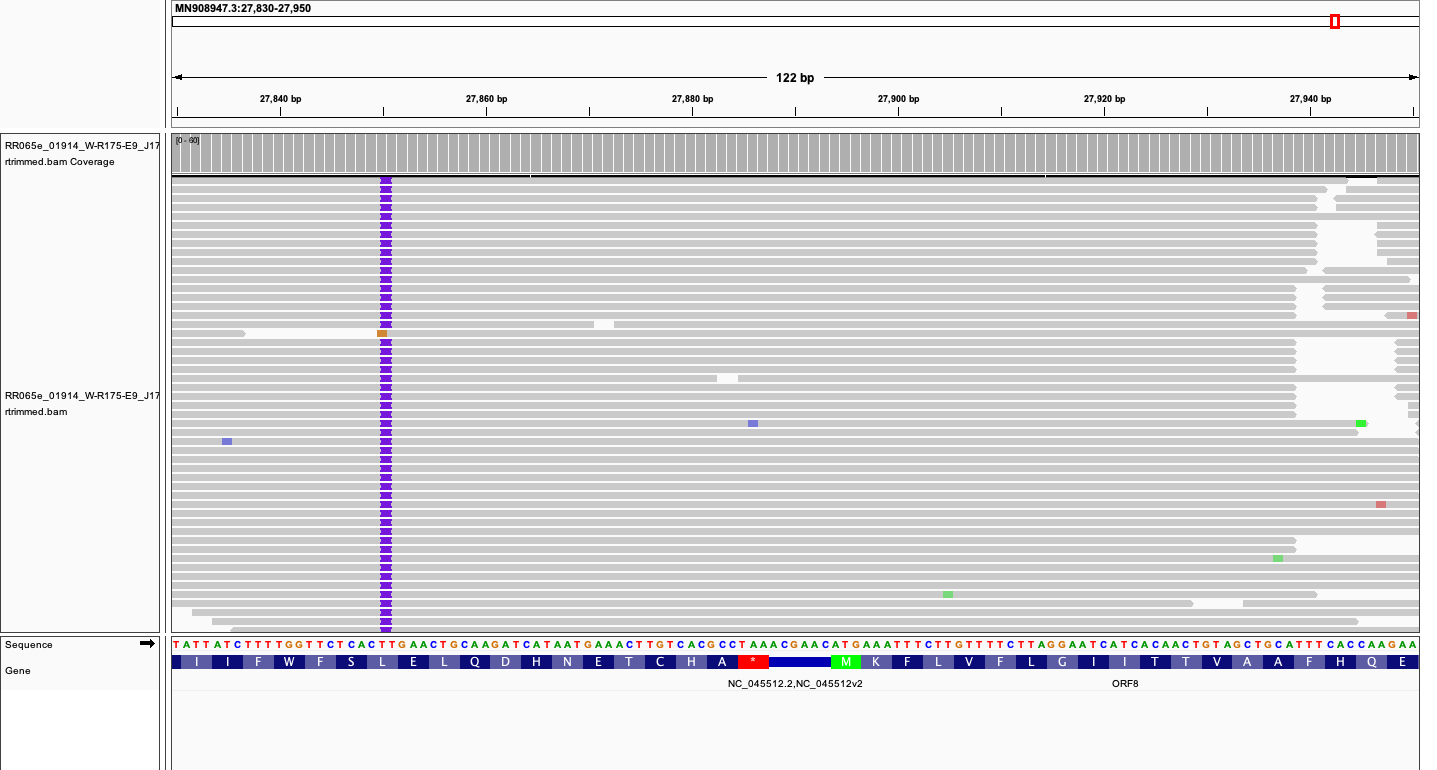 MN908947.3:27,830-27,950
122 bp
27,840 bp 27,860 bp 27,880 bp 27,900 bp 27,920 bp 27,940 bp
RR065e_01914_W-R175-E9_J17
rtrimmed.bam Coverage
[0 - 60]
RR065e_01914_W-R175-E9_J17
rtrimmed.bam
Sequence
TATTATCTTTTGGTTCTCACTTGAACTGCAAGATCATAATGAAACTTGTCACGCCTAAACGAACATGAAATTTCTTGTTTTCTTAGGAATCATCACAACTGTAGCTGCATTTCACCAAGAA
Gene
I I F W F S L E L Q D H N E T C H A * M K F L V F L G I I T T V A A F H Q E
NC_045512.2,NC_045512v2 ORF8